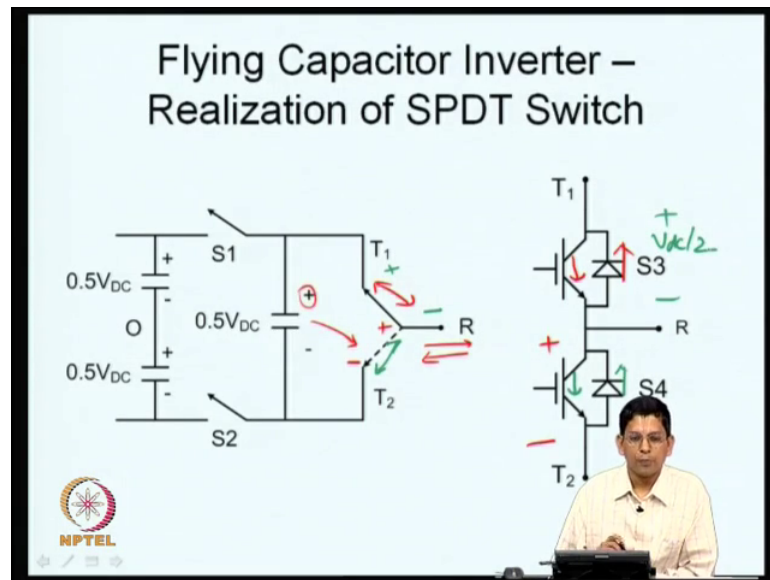 Flying Capacitor Inverter –
Realization of SPDT Switch
T1
+
Vdc/2
S1
T1
S3
0.5VDC
+
-
+
+
-
–
O
0.5VDC
+
-
+
R
R
0.5VDC
+
-
–
S4
T2
S2
–
T2
NPTEL